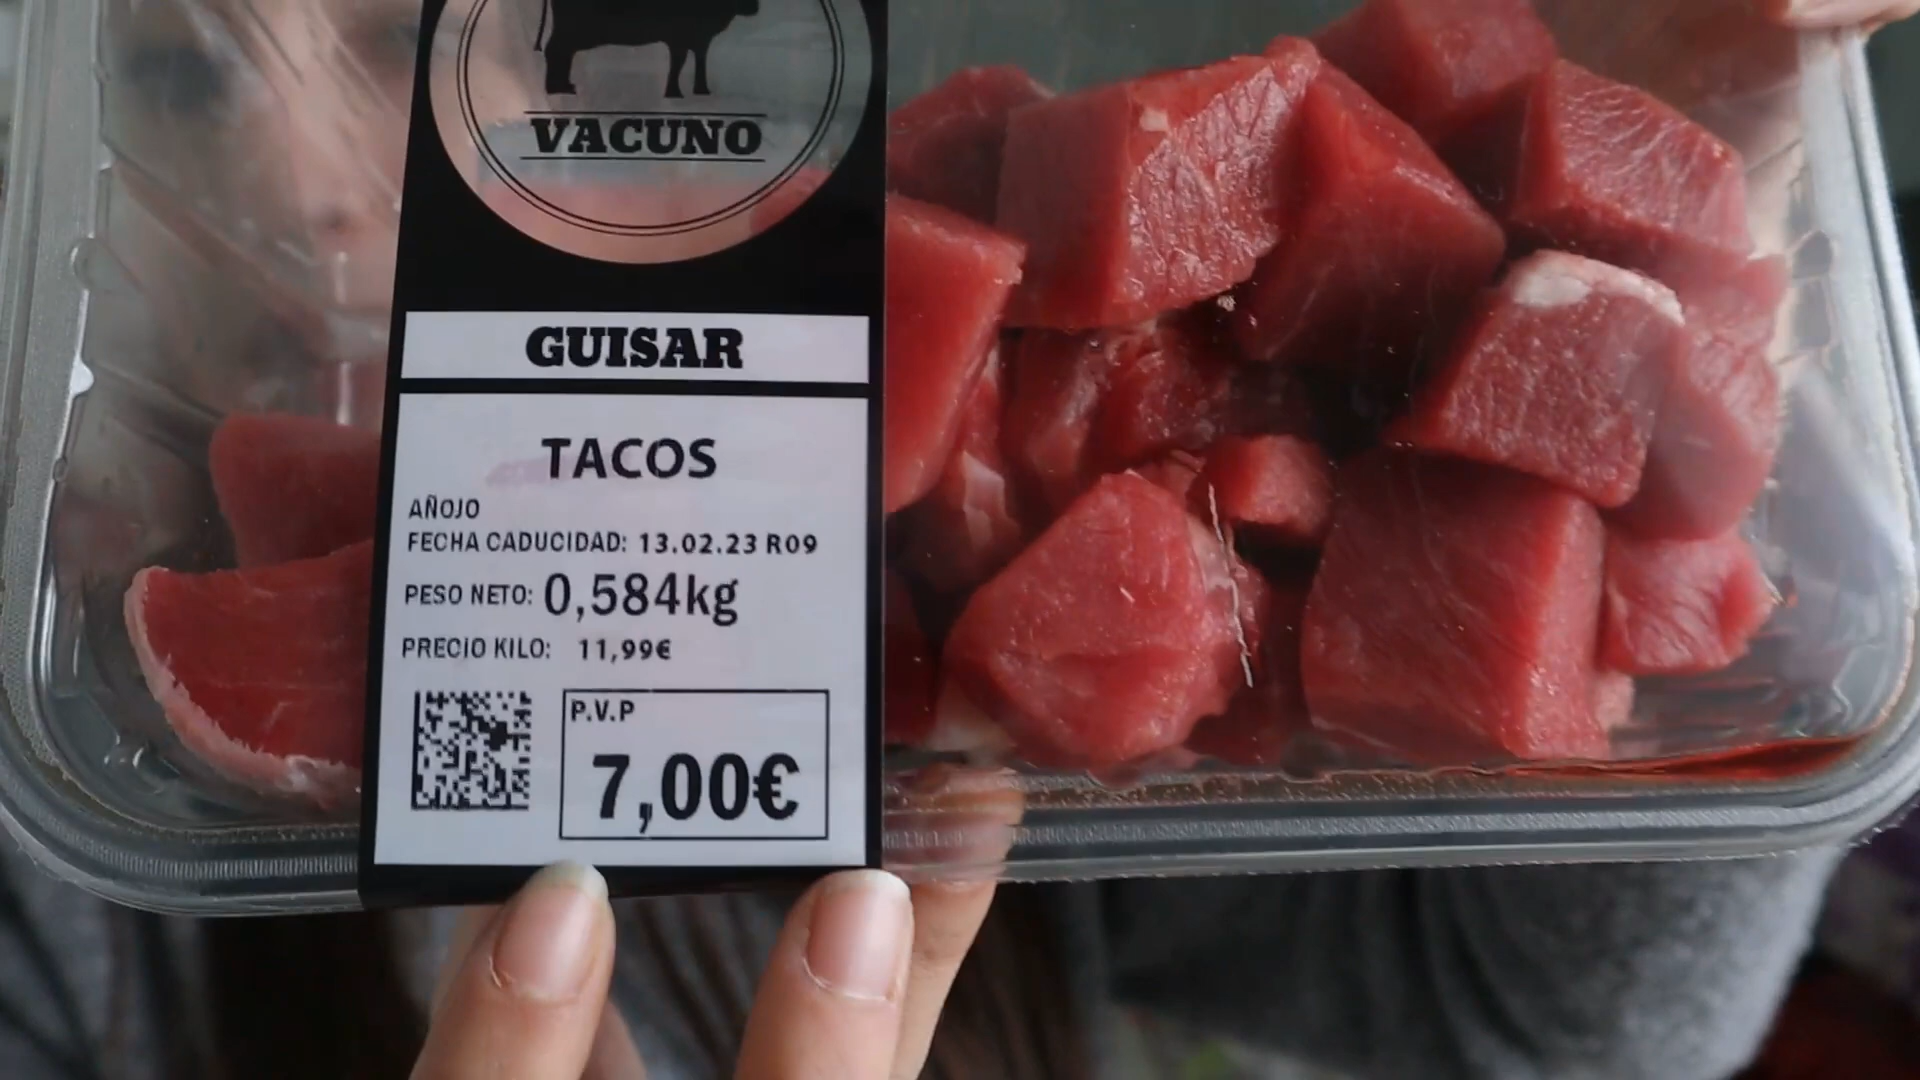 VACUNO
GUISAR
TACOS
AÑOJO
FECHA CADUCIDAD: 13.02.23 R09
PESO NETO: 0,584kg
PRECIO KILO: 11,99€
P.V.P
7,00€